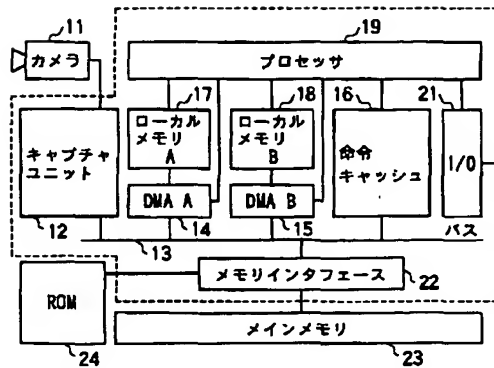 11
カメラ
19
プロセッサ
17
18
16
21
ローカル
メモリ
A
ローカル
メモリ
B
命令
キャッシュ
I/O
キャプチャ
ユニット
DMA A
DMA B
12
14
15
バス
13
メモリインタフェース
22
ROM
メインメモリ
24
23